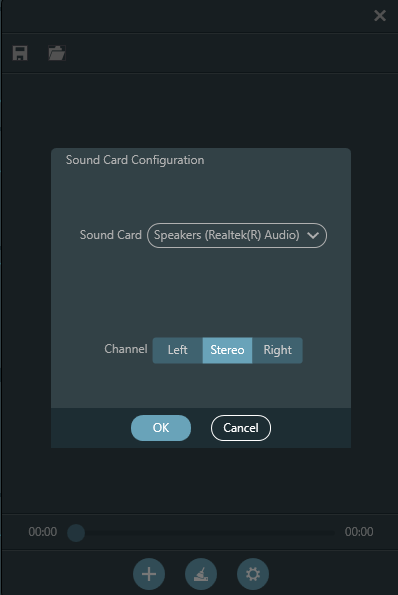 Sound Card Configuration
Sound Card Speakers (Realtek(R) Audio)
Channel Left Stereo Right
OK Cancel
00:00 00:00